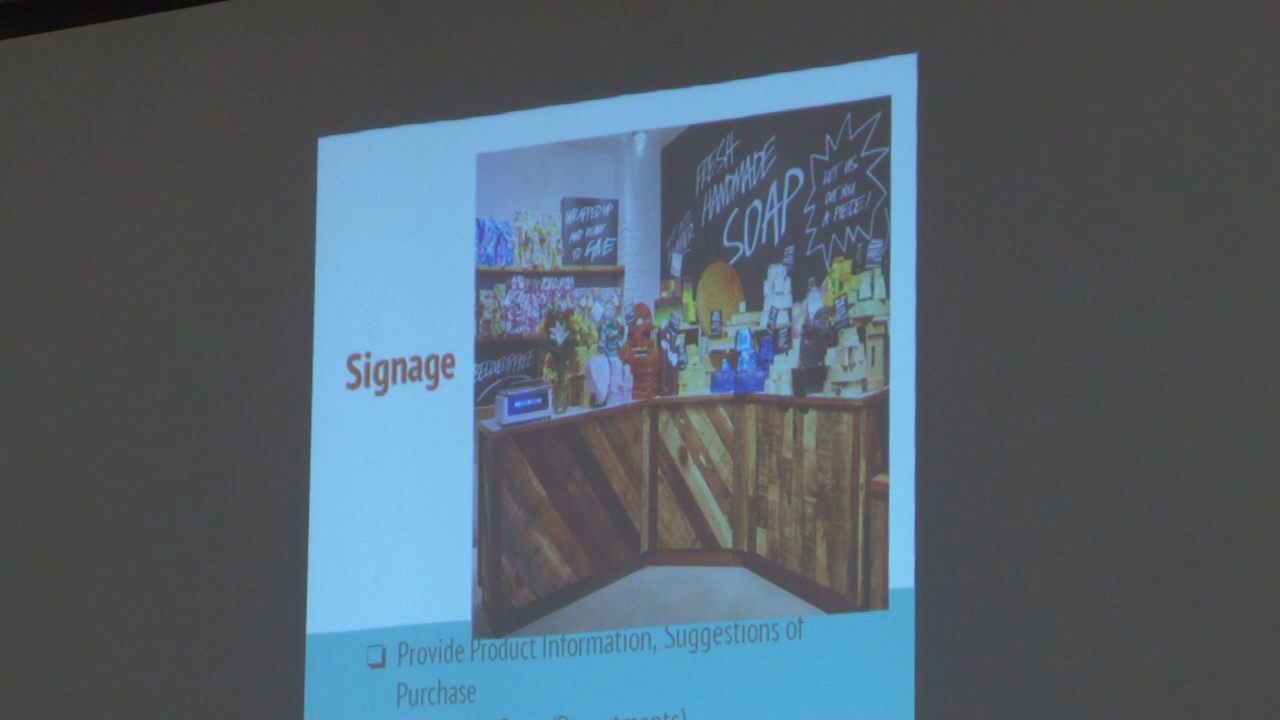 FRESH
HANDMADE
SOAP
LET US
CUT YOU
A PIECE!
WRAPPED UP
AND READY
TO GIVE
Signage
Provide Product Information, Suggestions of
Purchase
(Departments)